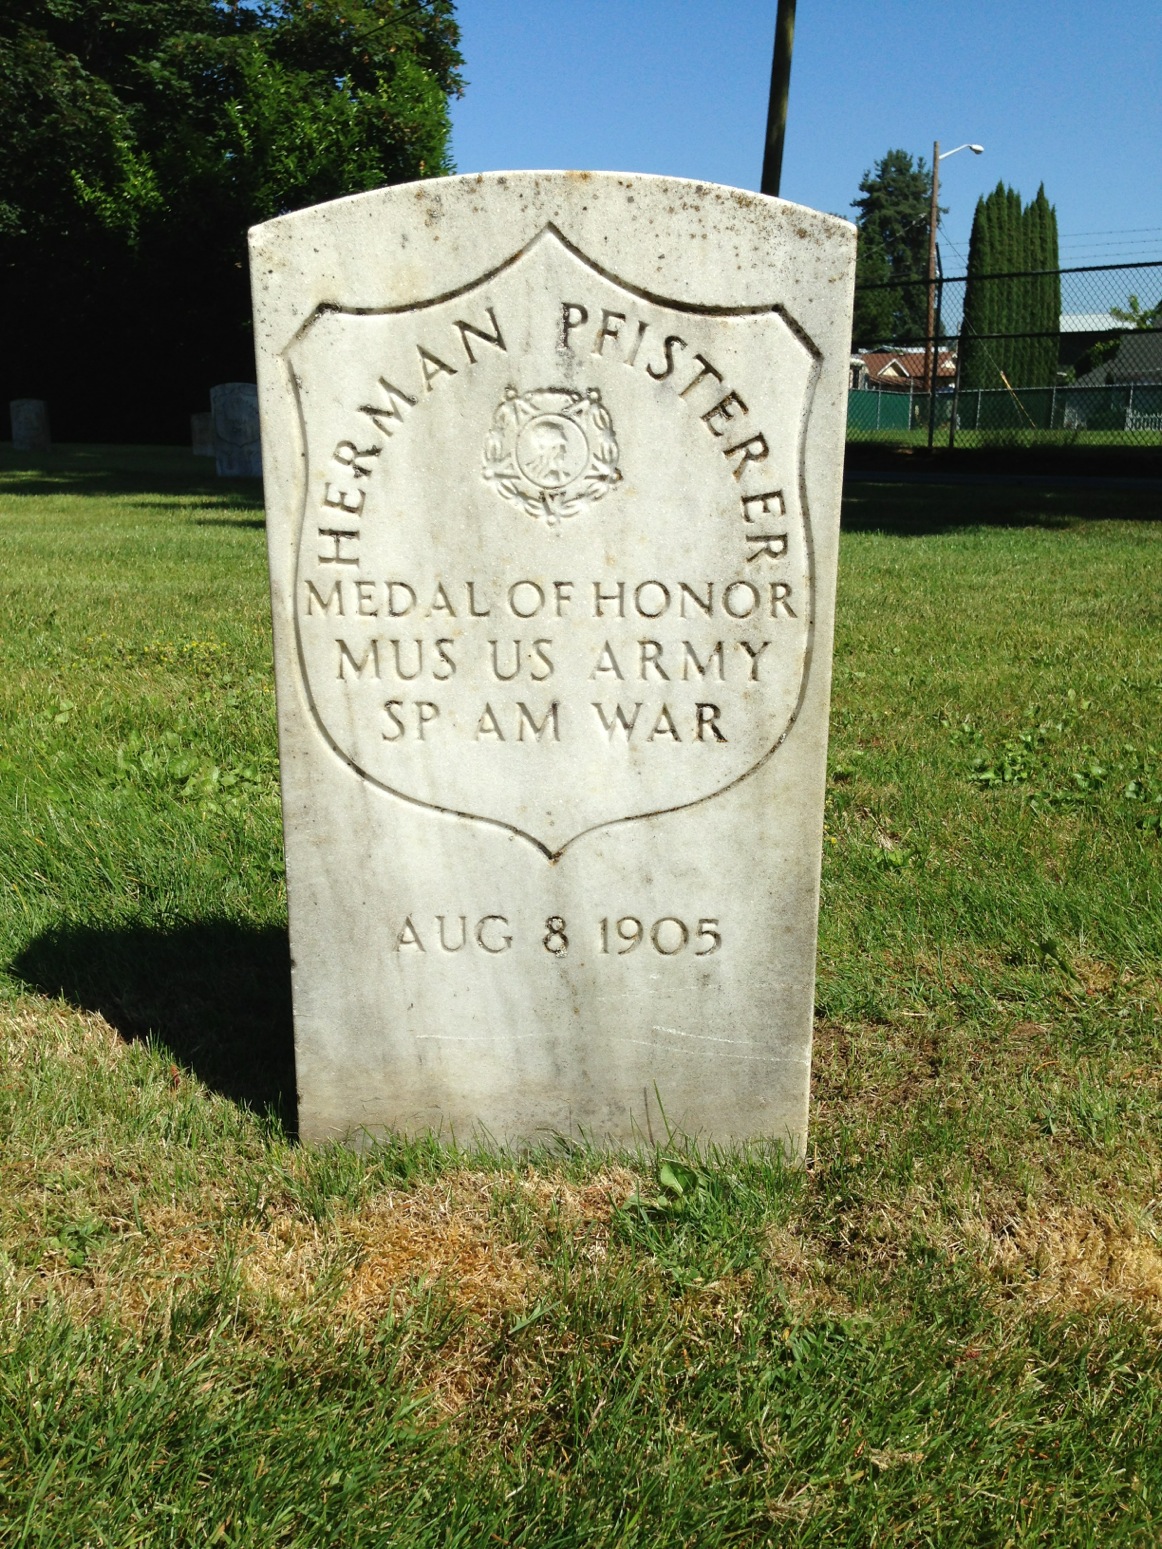 HERMAN PFISTERER
MEDAL OF HONOR
MUS US ARMY
SP AM WAR
AUG 8 1905